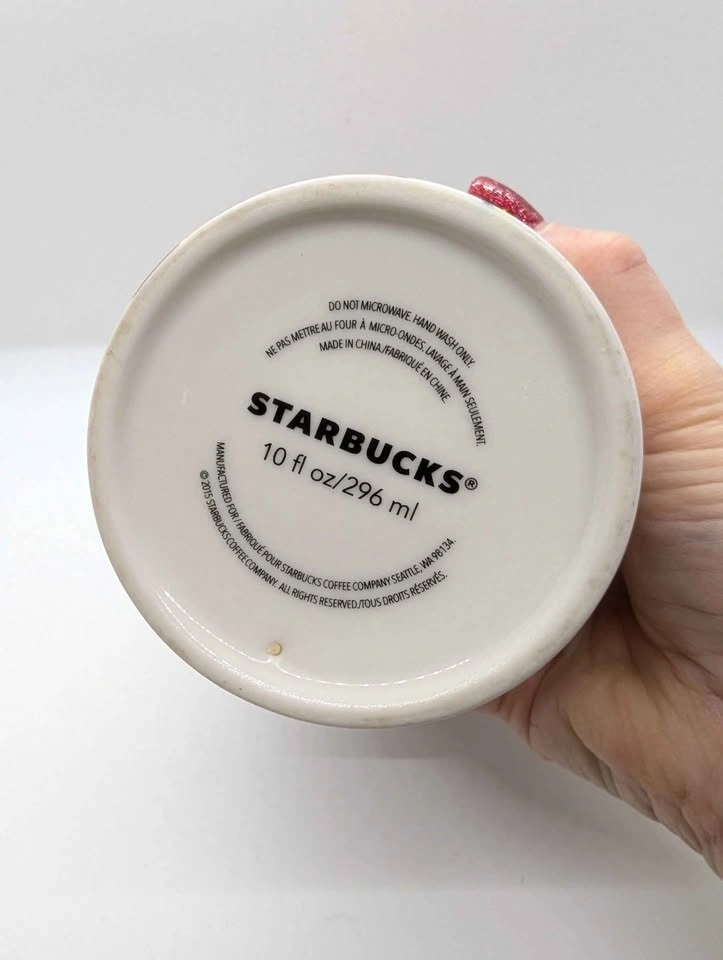 DO NOT MICROWAVE. HAND WASH ONLY.
NE PAS METTRE AU FOUR À MICRO-ONDES. LAVAGE À MAIN SEULEMENT.
MADE IN CHINA./FABRIQUÉ EN CHINE.
STARBUCKS®
10 fl oz/296 ml
MANUFACTURED FOR / FABRIQUÉ POUR STARBUCKS COFFEE COMPANY SEATTLE, WA 98134.
© 2015 STARBUCKS COFFEE COMPANY. ALL RIGHTS RESERVED./TOUS DROITS RÉSERVÉS.